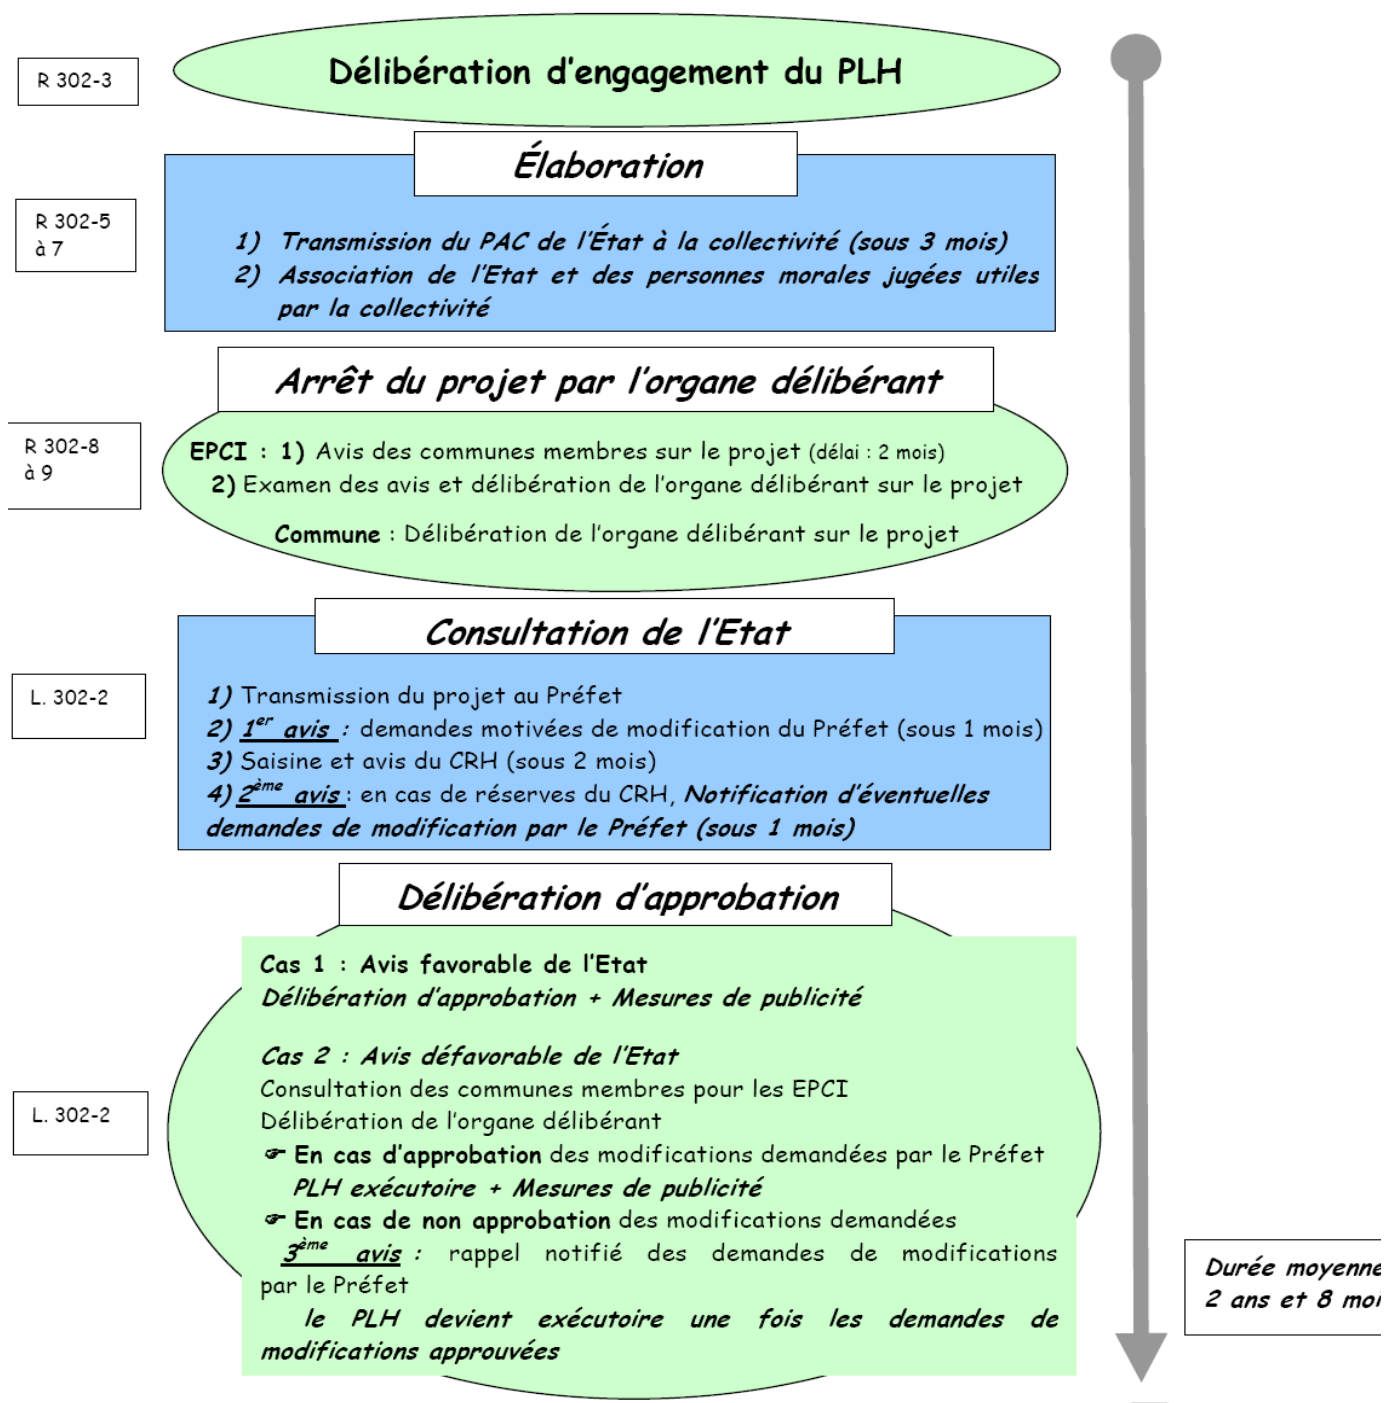 R 302-3
Délibération d'engagement du PLH
Élaboration
R 302-5
à 7
1) Transmission du PAC de l'État à la collectivité (sous 3 mois)
2) Association de l'Etat et des personnes morales jugées utiles
par la collectivité
Arrêt du projet par l'organe délibérant
R 302-8
à 9
EPCI : 1) Avis des communes membres sur le projet (délai : 2 mois)
2) Examen des avis et délibération de l'organe délibérant sur le projet
Commune : Délibération de l'organe délibérant sur le projet
Consultation de l'Etat
L. 302-2
1) Transmission du projet au Préfet
2) 1er avis : demandes motivées de modification du Préfet (sous 1 mois)
3) Saisine et avis du CRH (sous 2 mois)
4) 2ème avis : en cas de réserves du CRH, Notification d'éventuelles
demandes de modification par le Préfet (sous 1 mois)
Délibération d'approbation
Cas 1 : Avis favorable de l'Etat
Délibération d'approbation + Mesures de publicité
Cas 2 : Avis défavorable de l'Etat
Consultation des communes membres pour les EPCI
L. 302-2
Délibération de l'organe délibérant
☞ En cas d'approbation des modifications demandées par le Préfet
PLH exécutoire + Mesures de publicité
☞ En cas de non approbation des modifications demandées
3ème avis : rappel notifié des demandes de modifications
par le Préfet
le PLH devient exécutoire une fois les demandes de
modifications approuvées
Durée moyenne
2 ans et 8 moi